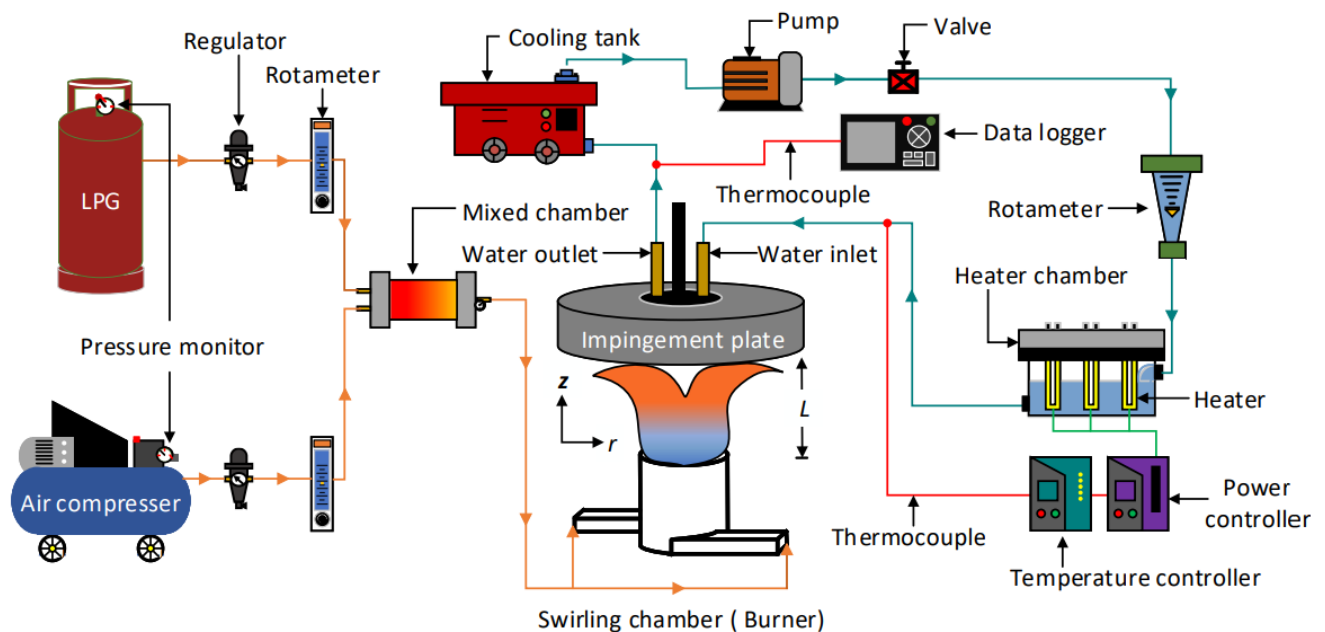 Regulator
Rotameter
Cooling tank
Pump
Valve
LPG
Data logger
Thermocouple
Mixed chamber
Rotameter
Water outlet
Water inlet
Heater chamber
Impingement plate
Pressure monitor
z
L
r
Heater
Air compresser
Power
controller
Thermocouple
Temperature controller
Swirling chamber ( Burner)